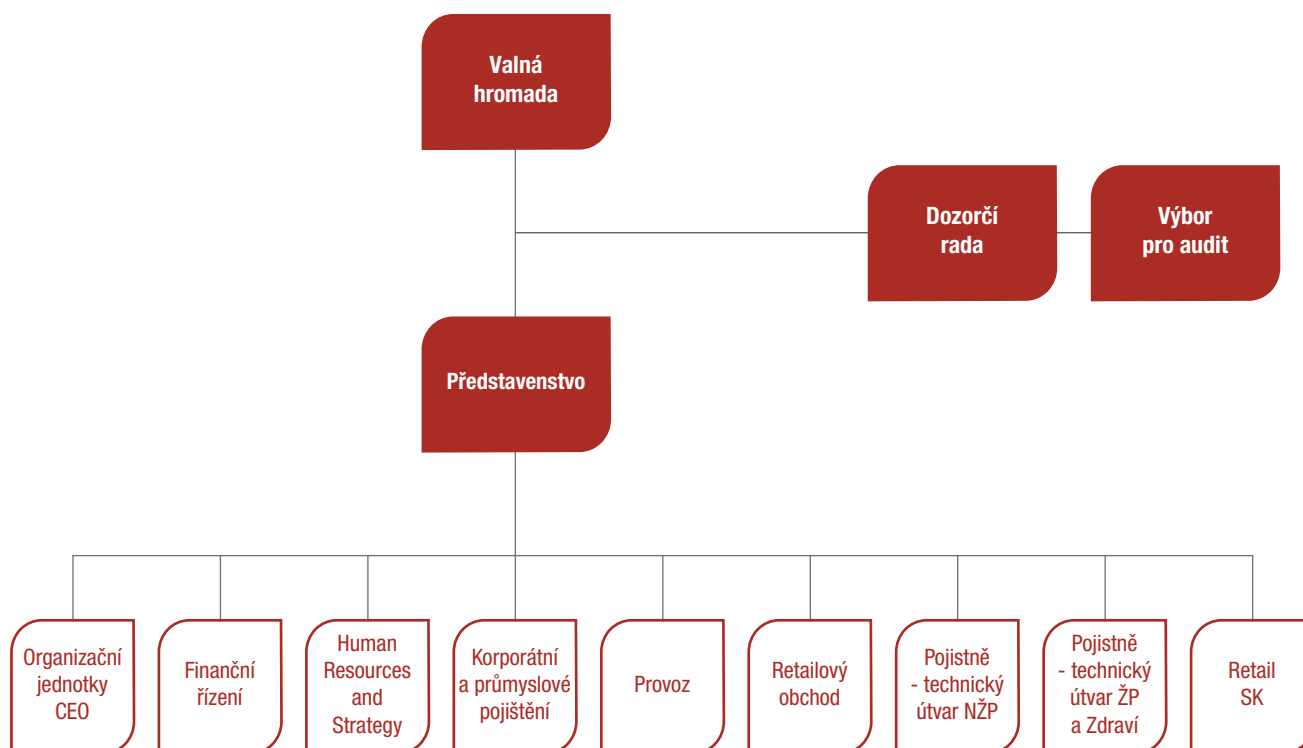 Valná
hromada
Dozorčí
rada
Výbor
pro audit
Představenstvo
Organizační
jednotky
CEO
Finanční
řízení
Human
Resources
and
Strategy
Korporátní
a průmyslové
pojištění
Provoz
Retailový
obchod
Pojistně
- technický
útvar NŽP
Pojistně
- technický
útvar ŽP
a Zdraví
Retail
SK